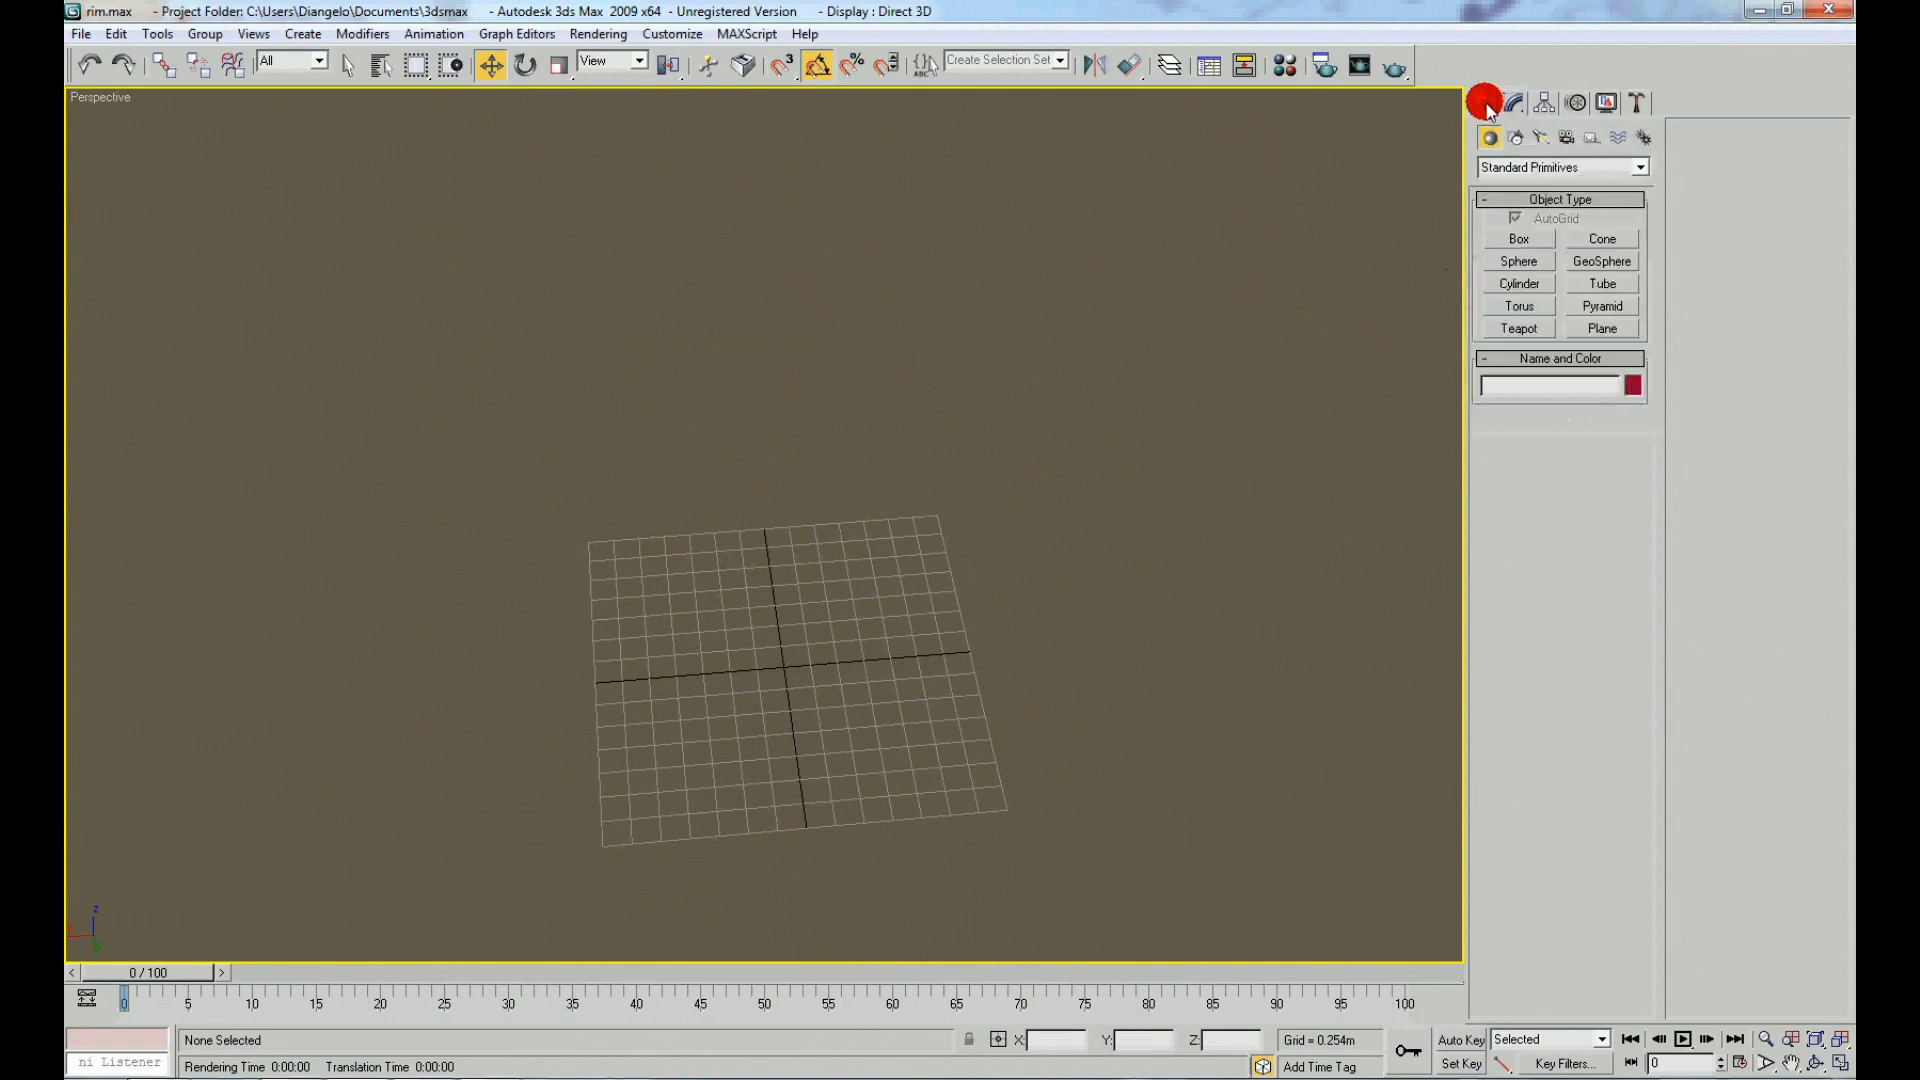 rim.max - Project Folder: C:\Users\Diangelo\Documents\3dsmax - Autodesk 3ds Max 2009 x64 - Unregistered Version - Display : Direct 3D
File Edit Tools Group Views Create Modifiers Animation Graph Editors Rendering Customize MAXScript Help
All View 3 % ABC Create Selection Set
Perspective
Standard Primitives
- Object Type
AutoGrid
Box Cone
Sphere GeoSphere
Cylinder Tube
Torus Pyramid
Teapot Plane
- Name and Color
z
< 0 / 100 >
0 5 10 15 20 25 30 35 40 45 50 55 60 65 70 75 80 85 90 95 100
None Selected X: Y: Z: Grid = 0.254m Auto Key Selected
ni Listener Rendering Time 0:00:00 Translation Time 0:00:00 Add Time Tag Set Key Key Filters... 0